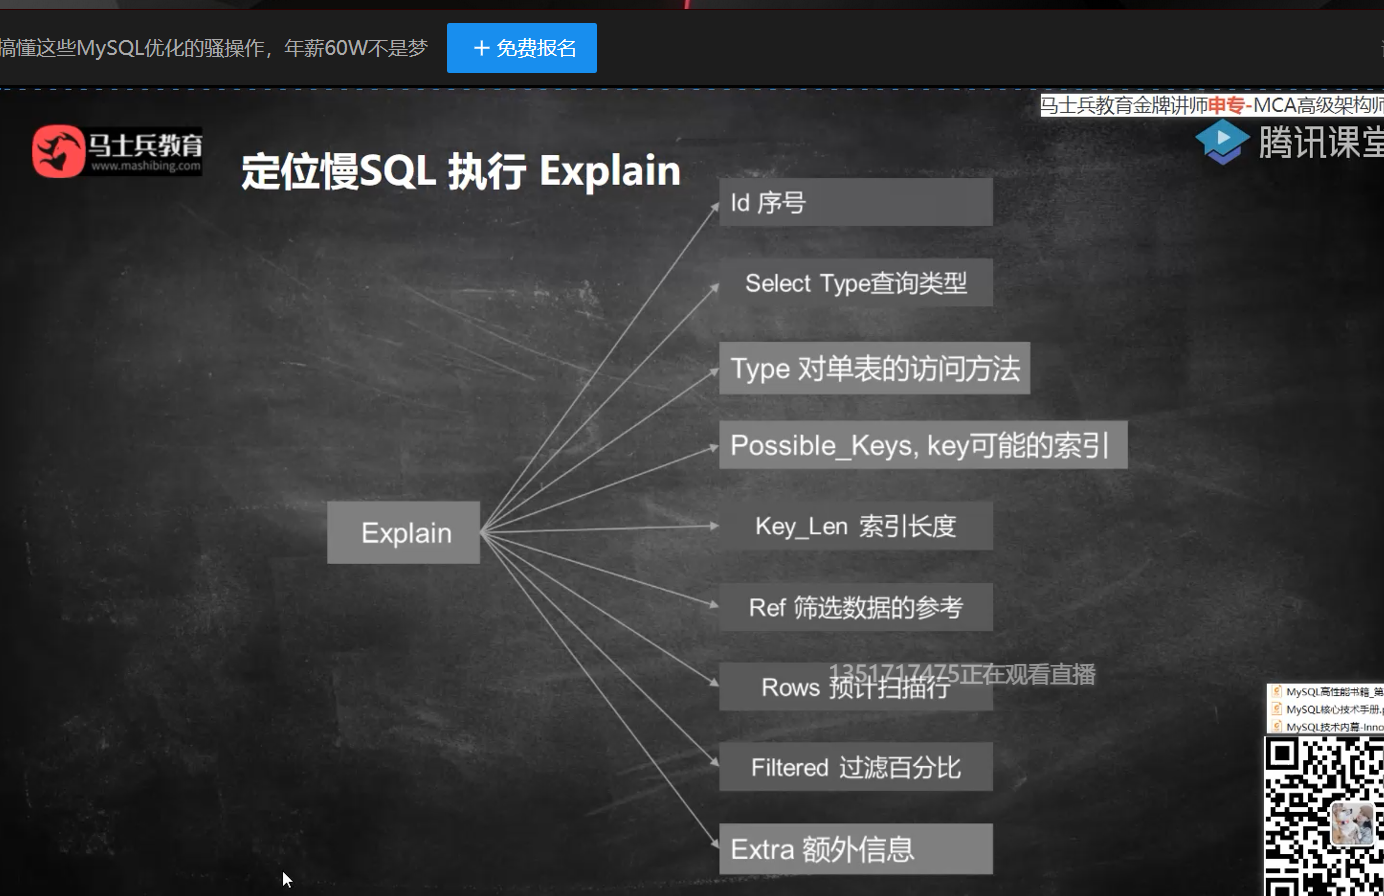 搞懂这些MySQL优化的骚操作，年薪60W不是梦
＋ 免费报名
马士兵教育金牌讲师申专-MCA高级架构师
腾讯课堂
马士兵教育
www.mashibing.com
定位慢SQL 执行 Explain
Id 序号
Select Type查询类型
Type 对单表的访问方法
Possible_Keys, key可能的索引
Explain
Key_Len 索引长度
Ref 筛选数据的参考
1351717475正在观看直播
Rows 预计扫描行
Filtered 过滤百分比
Extra 额外信息
MySQL高性能书籍_第
MySQL核心技术手册.p
MySQL技术内幕-Inno